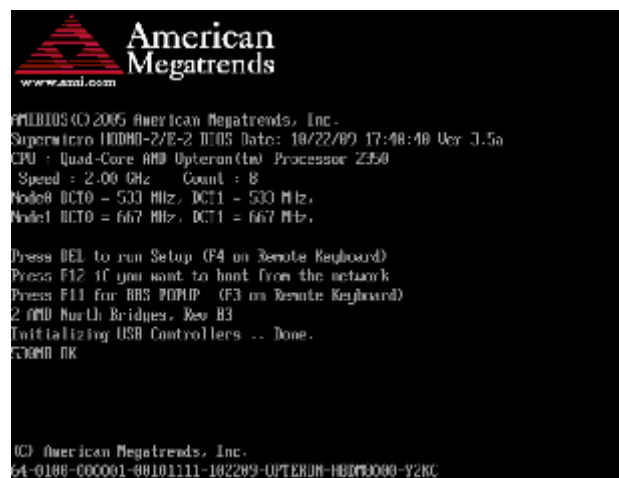 American
Megatrends
www.ami.com
AMIBIOS(C)2005 American Megatrends, Inc.
Supermicro BIOS Date: 10/22/09 17:40:40 Ver 3.5a
CPU : Quad-Core AMD Opteron(tm) Processor 2350
Speed : 2.00 GHz Count : 8
Node0 DCT0 = 533 MHz, DCT1 = 533 MHz,
Node1 DCT0 = 667 MHz, DCT1 = 667 MHz,
Press DEL to run Setup (F4 on Remote Keyboard)
Press F12 if you want to boot from the network
Press F11 for BBS POPUP (F3 on Remote Keyboard)
2 AMD North Bridges, Rev B3
Initializing USB Controllers .. Done.
OK
(C) American Megatrends, Inc.